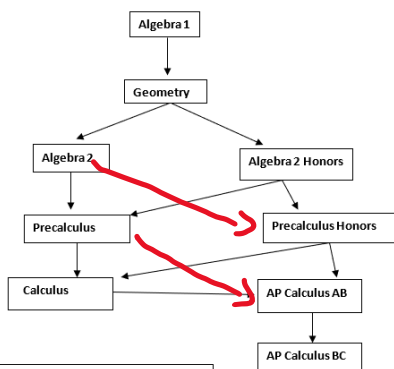 Algebra 1
Geometry
Algebra 2
Algebra 2 Honors
Precalculus
Precalculus Honors
Calculus
AP Calculus AB
AP Calculus BC